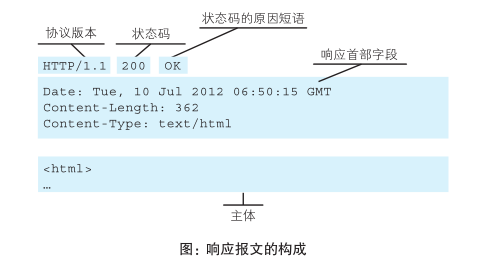 状态码的原因短语
协议版本 状态码
响应首部字段
HTTP/1.1 200 OK
Date: Tue, 10 Jul 2012 06:50:15 GMT
Content-Length: 362
Content-Type: text/html
<html>
…
主体
图：响应报文的构成